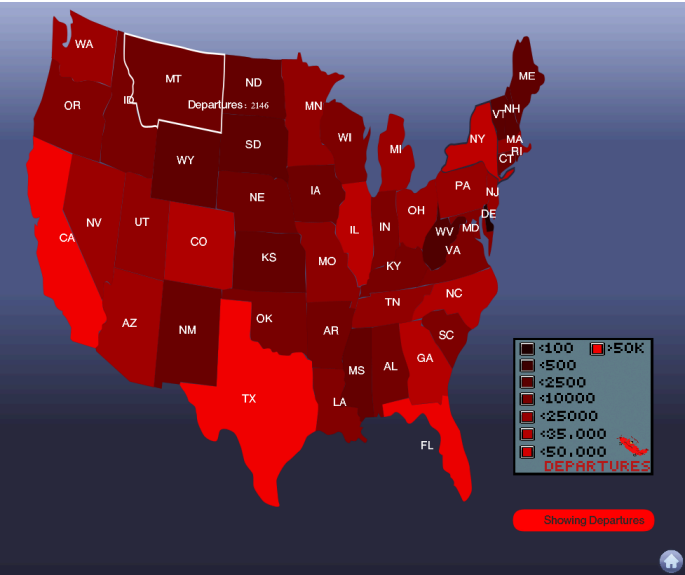 WA
ME
MT
ND
VT
NH
OR
ID
Departures: 2146
MN
WI
NY
MA
RI
SD
MI
CT
WY
PA
NJ
IA
NE
OH
DE
NV
UT
IL
IN
WV
MD
CA
CO
VA
KS
MO
KY
NC
TN
AZ
NM
OK
AR
SC
GA
MS
AL
TX
LA
FL
<100 >50K
<500
<2500
<10000
<25000
<35,000
<50,000
DEPARTURES
Showing Departures